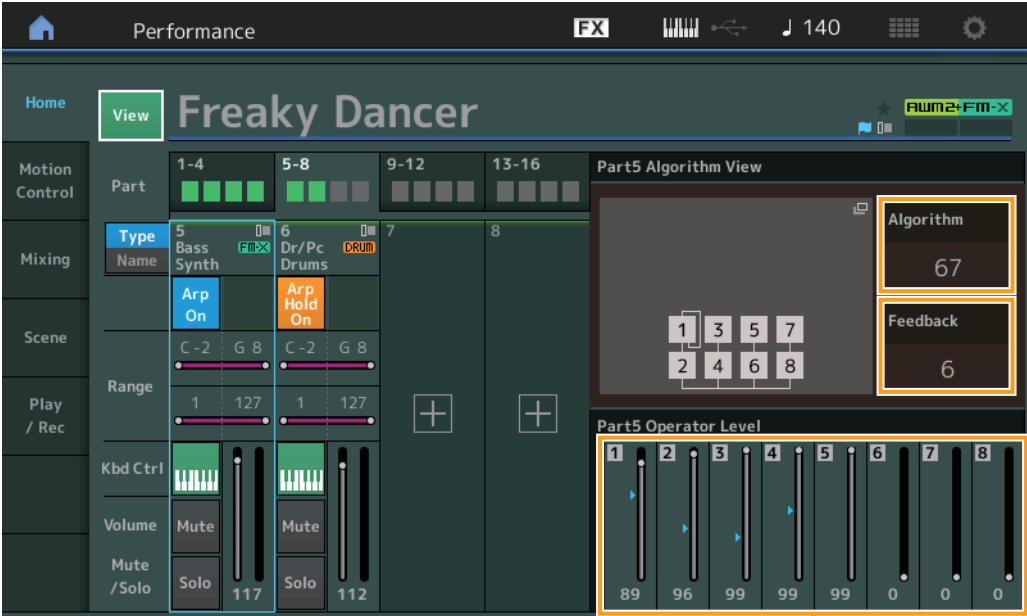 Performance
FX
140
Home
View
Freaky Dancer
AWM2+FM-X
Motion
Control
Mixing
Scene
Play
/ Rec
Part
1-4
5-8
9-12
13-16
Type
Name
5
Bass
FM-X
Synth
6
Dr/Pc
DRUM
Drums
7
8
Arp
On
Arp
Hold
On
Range
C -2 G 8
C -2 G 8
1 127
1 127
Kbd Ctrl
Volume
Mute
Mute
Mute
/Solo
Solo
117
Solo
112
Part5 Algorithm View
1 3 5 7
2 4 6 8
Algorithm
67
Feedback
6
Part5 Operator Level
1 2 3 4 5 6 7 8
89 96 99 99 99 0 0 0